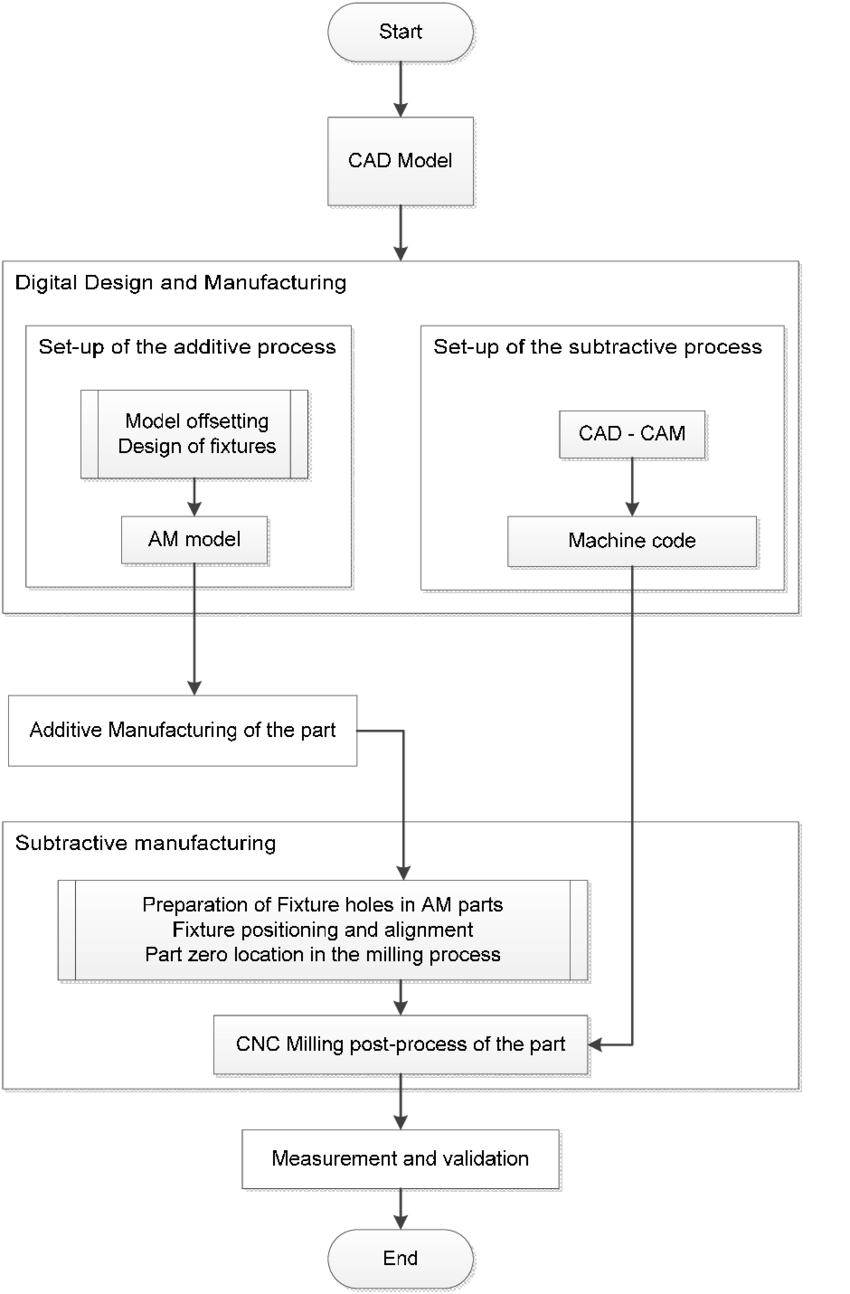 Start
CAD Model
Digital Design and Manufacturing
Set-up of the additive process
Model offsetting
Design of fixtures
AM model
Set-up of the subtractive process
CAD - CAM
Machine code
Additive Manufacturing of the part
Subtractive manufacturing
Preparation of Fixture holes in AM parts
Fixture positioning and alignment
Part zero location in the milling process
CNC Milling post-process of the part
Measurement and validation
End